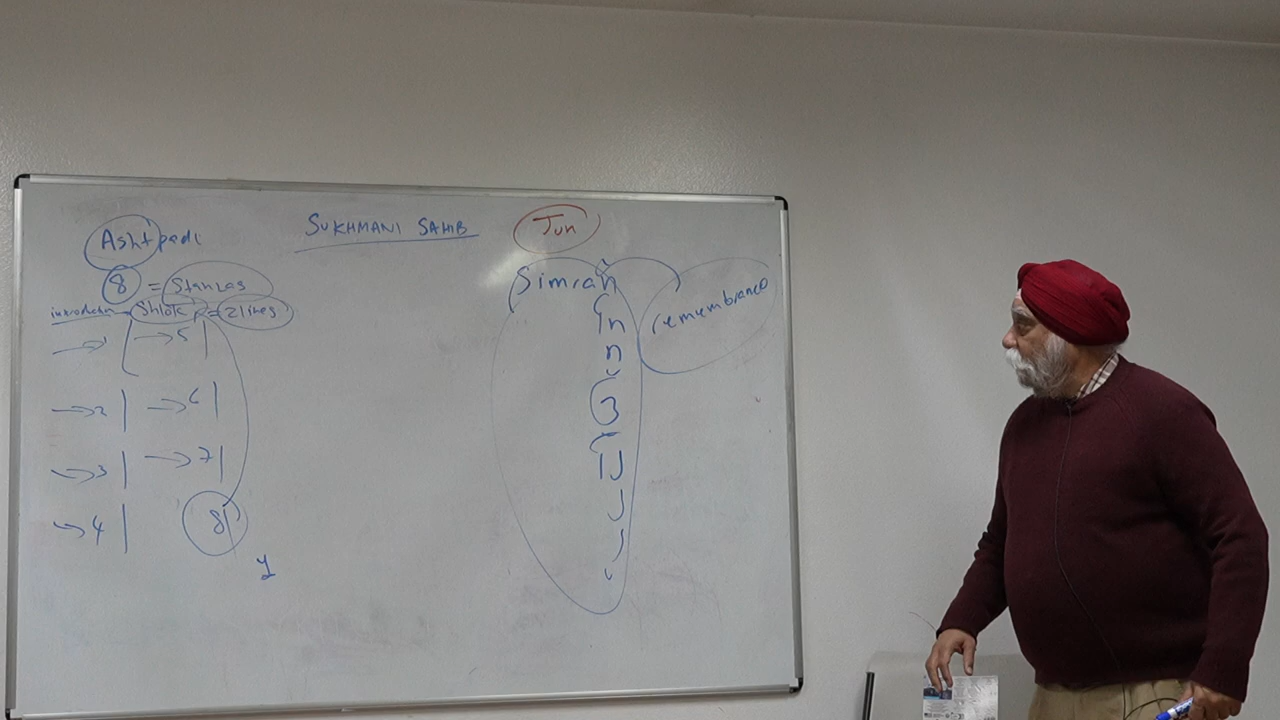 SUKHMANI SAHIB
Jun
Ashtpadi
8 = Stanzas
introduction Shlok = 2 lines
→ 1 → 5
→ 2 → 6
→ 3 → 7
→ 4 8
Simran
remembrance